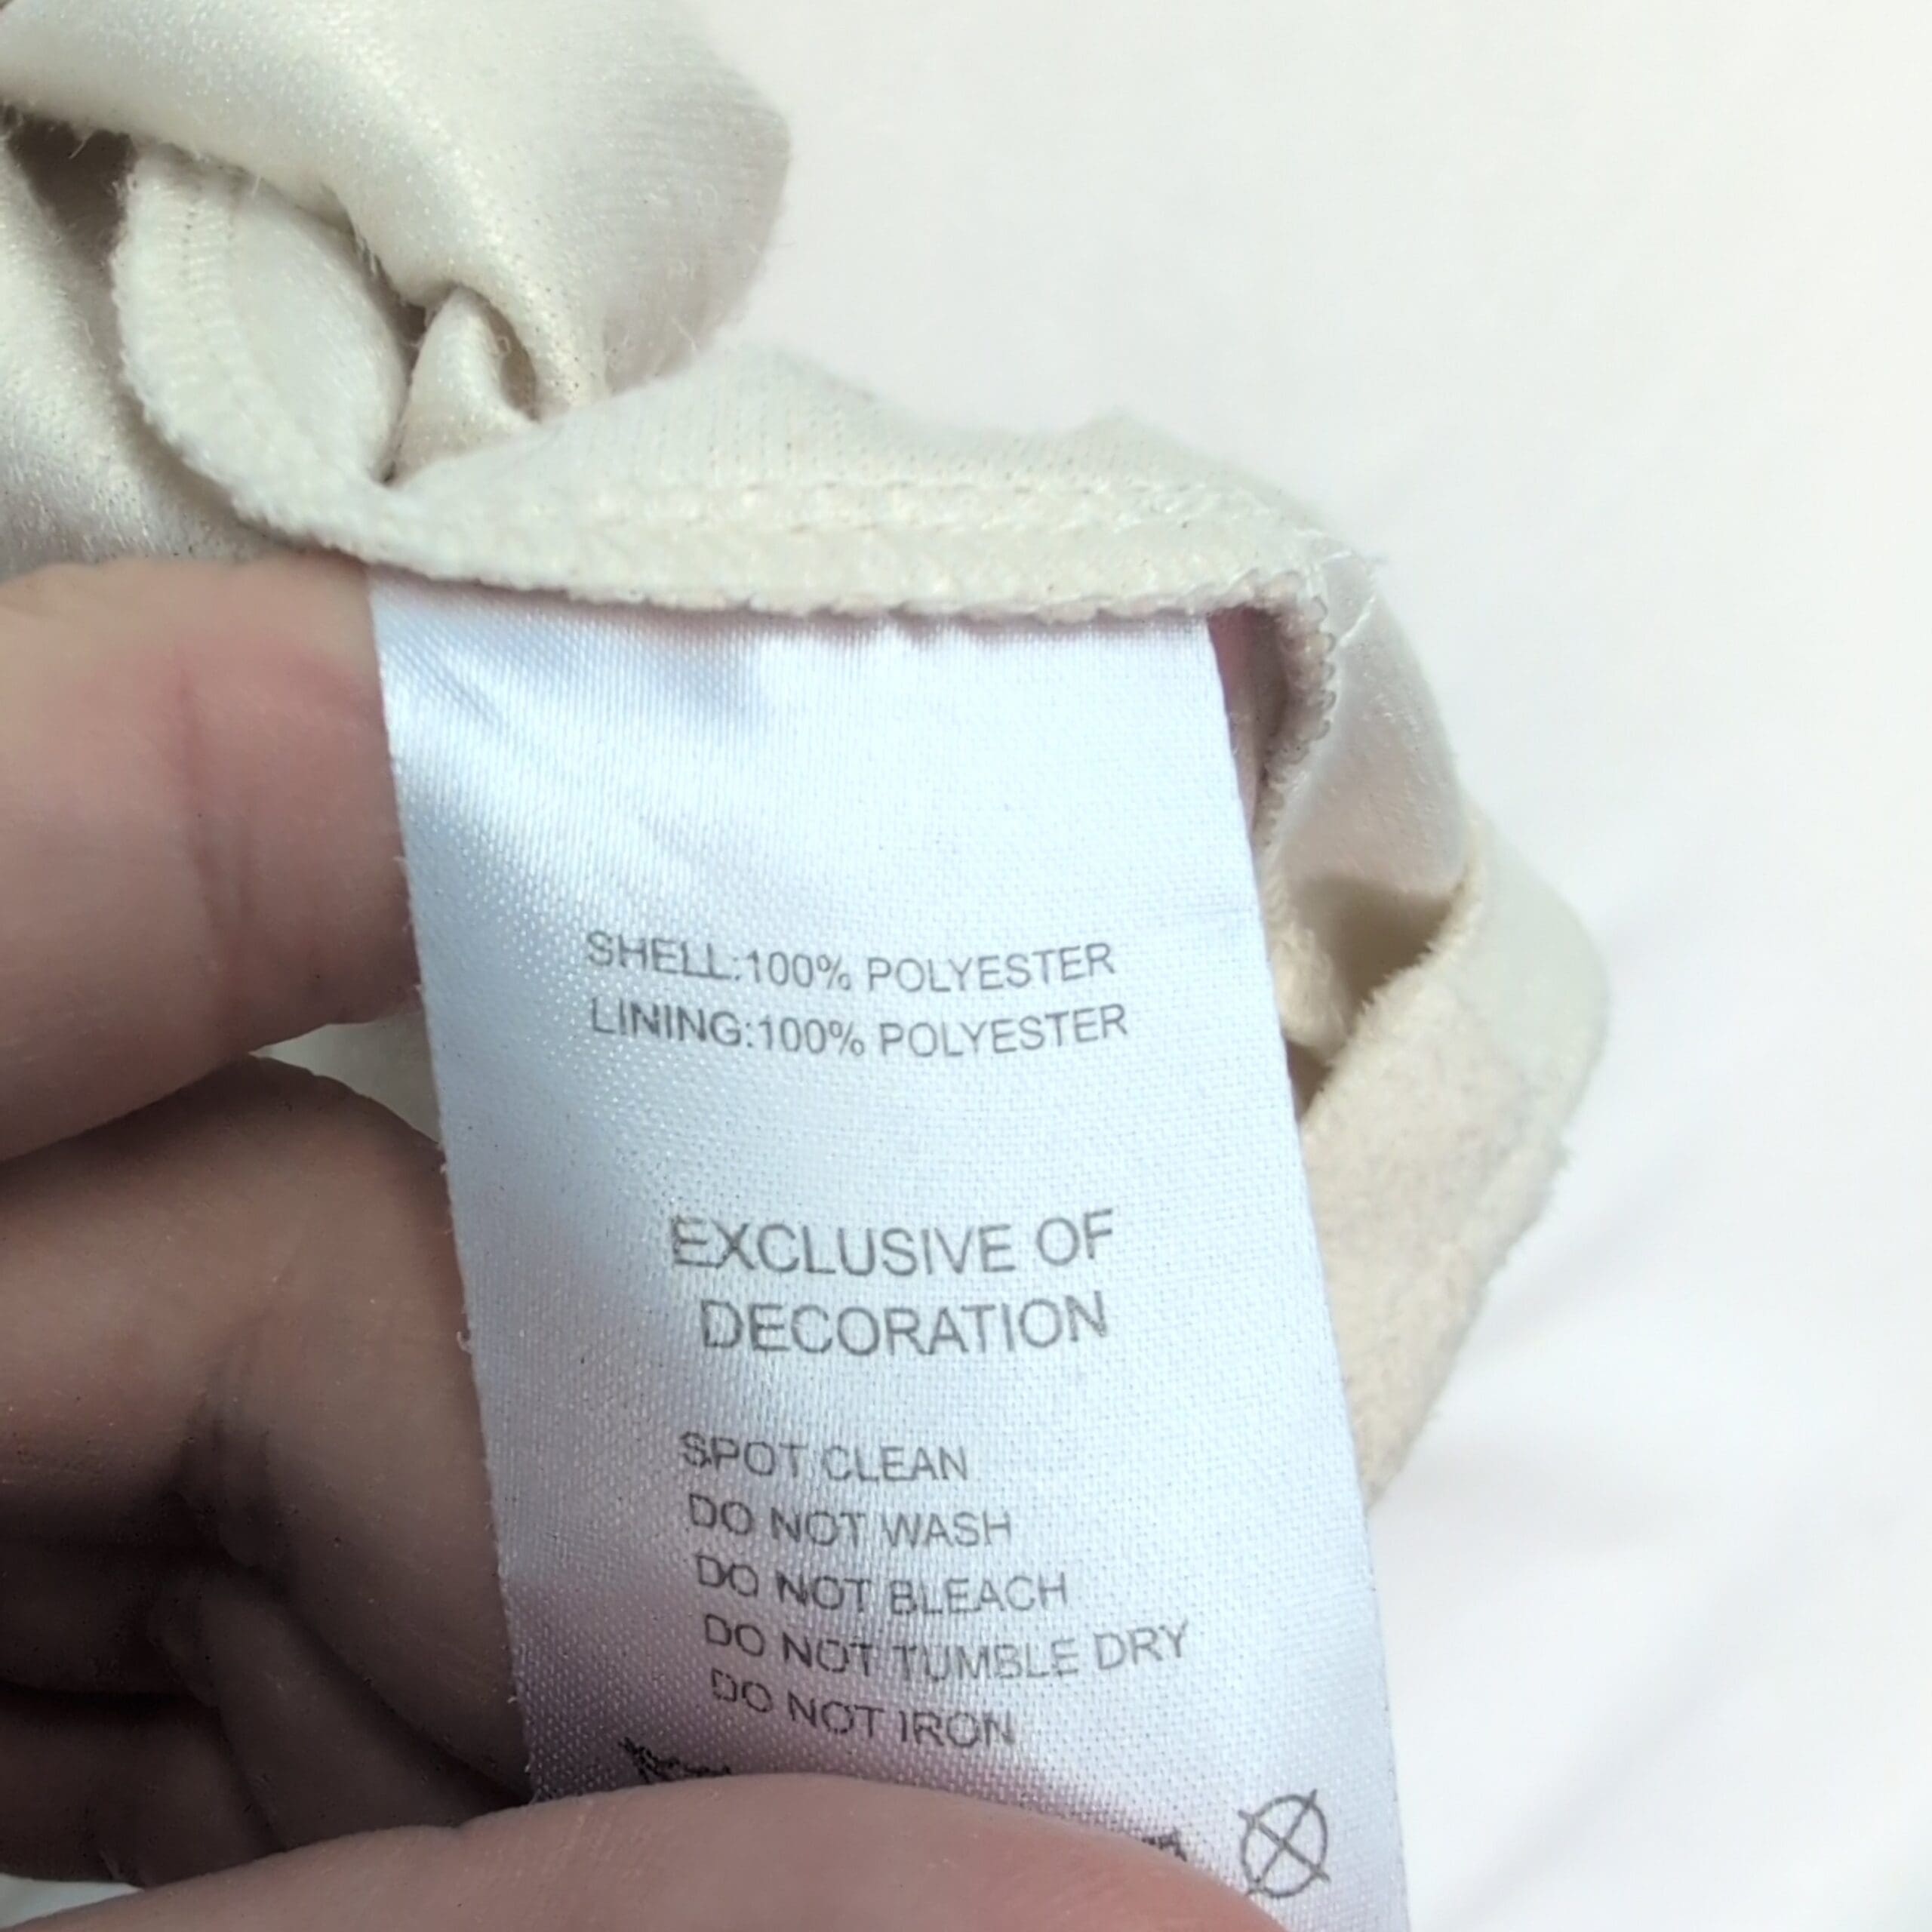 SHELL:100% POLYESTER
LINING:100% POLYESTER
EXCLUSIVE OF
DECORATION
SPOT CLEAN
DO NOT WASH
DO NOT BLEACH
DO NOT TUMBLE DRY
DO NOT IRON